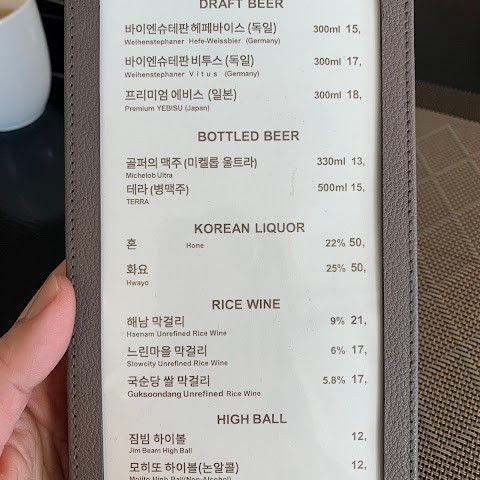 DRAFT BEER
바이엔슈테판 헤페바이스 (독일) 300ml 15,
Weihenstephaner Hefe-Weissbier (Germany)
바이엔슈테판 비투스 (독일) 300ml 17,
Weihenstephaner Vitus (Germany)
프리미엄 에비스 (일본) 300ml 18,
Premium YEBISU (Japan)
BOTTLED BEER
골퍼의 맥주 (미켈롭 울트라) 330ml 13,
Michelob Ultra
테라 (병맥주) 500ml 15,
TERRA
KOREAN LIQUOR
혼 Hone 22% 50,
화요 25% 50,
Hwayo
RICE WINE
해남 막걸리 9% 21,
Haenam Unrefined Rice Wine
느린마을 막걸리 6% 17,
Slowcity Unrefined Rice Wine
국순당 쌀 막걸리 5.8% 17,
Guksoondang Unrefined Rice Wine
HIGH BALL
짐빔 하이볼 12,
Jim Beam High Ball
모히또 하이볼(논알콜) 12,
Mojito High Ball(Non-Alcohol)